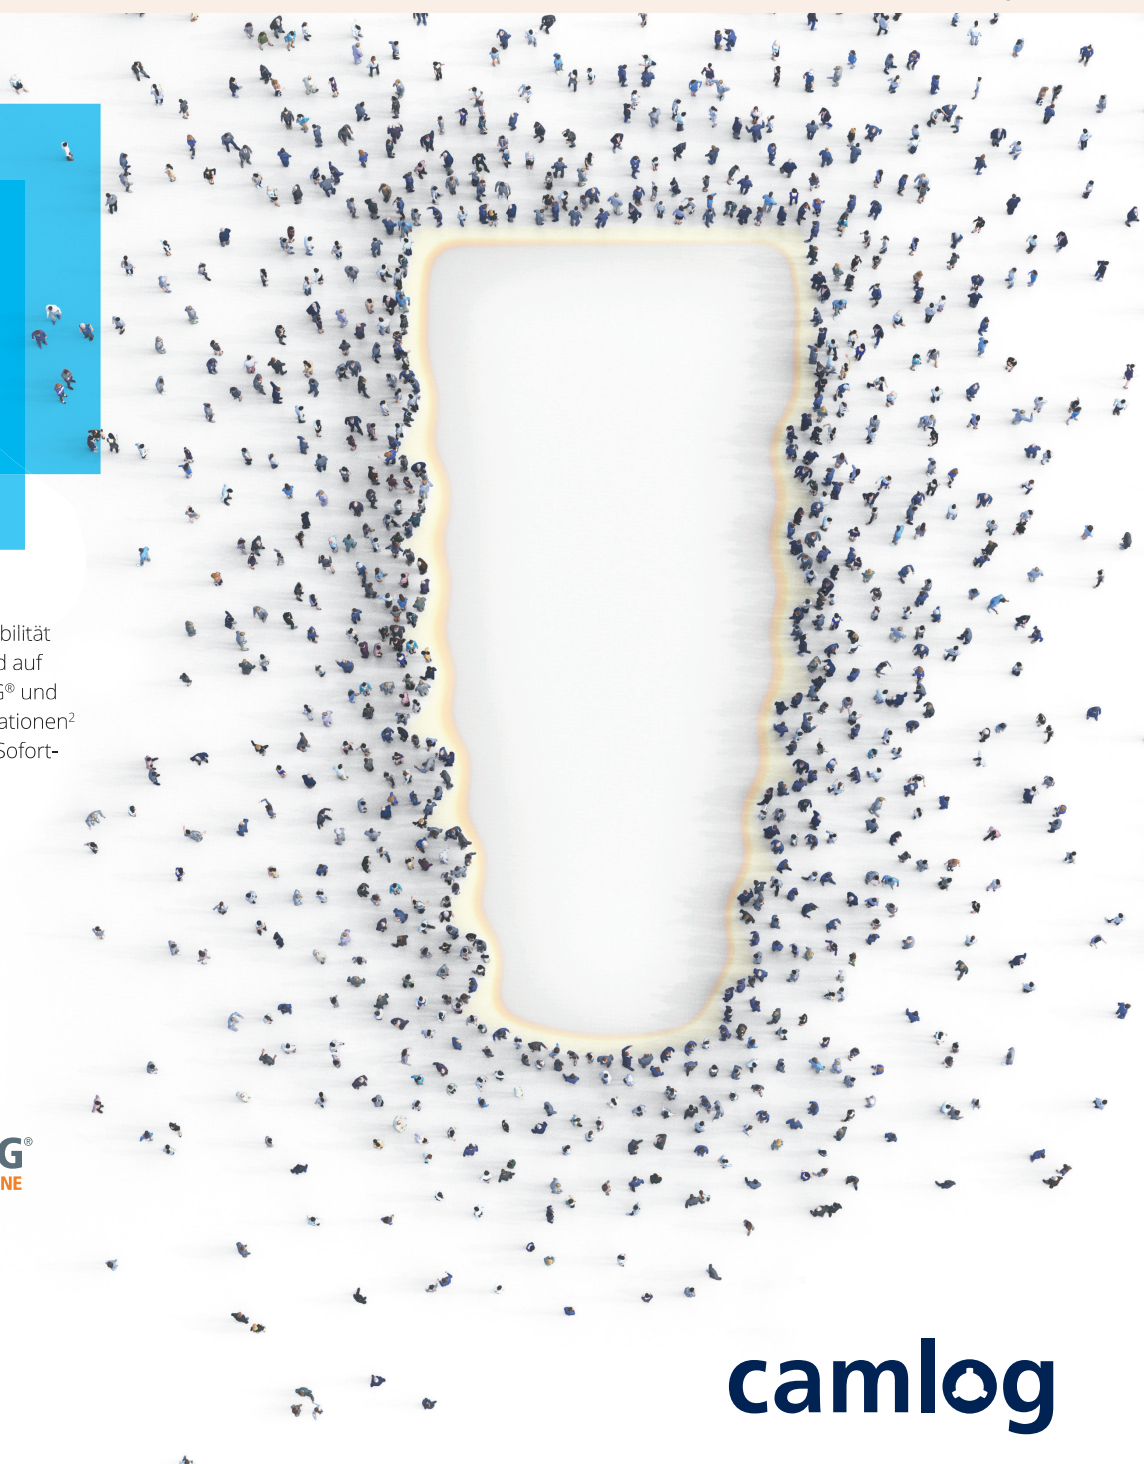 bilität
d auf
G® und
ationen²
Sofort-
G®
NE
camlog